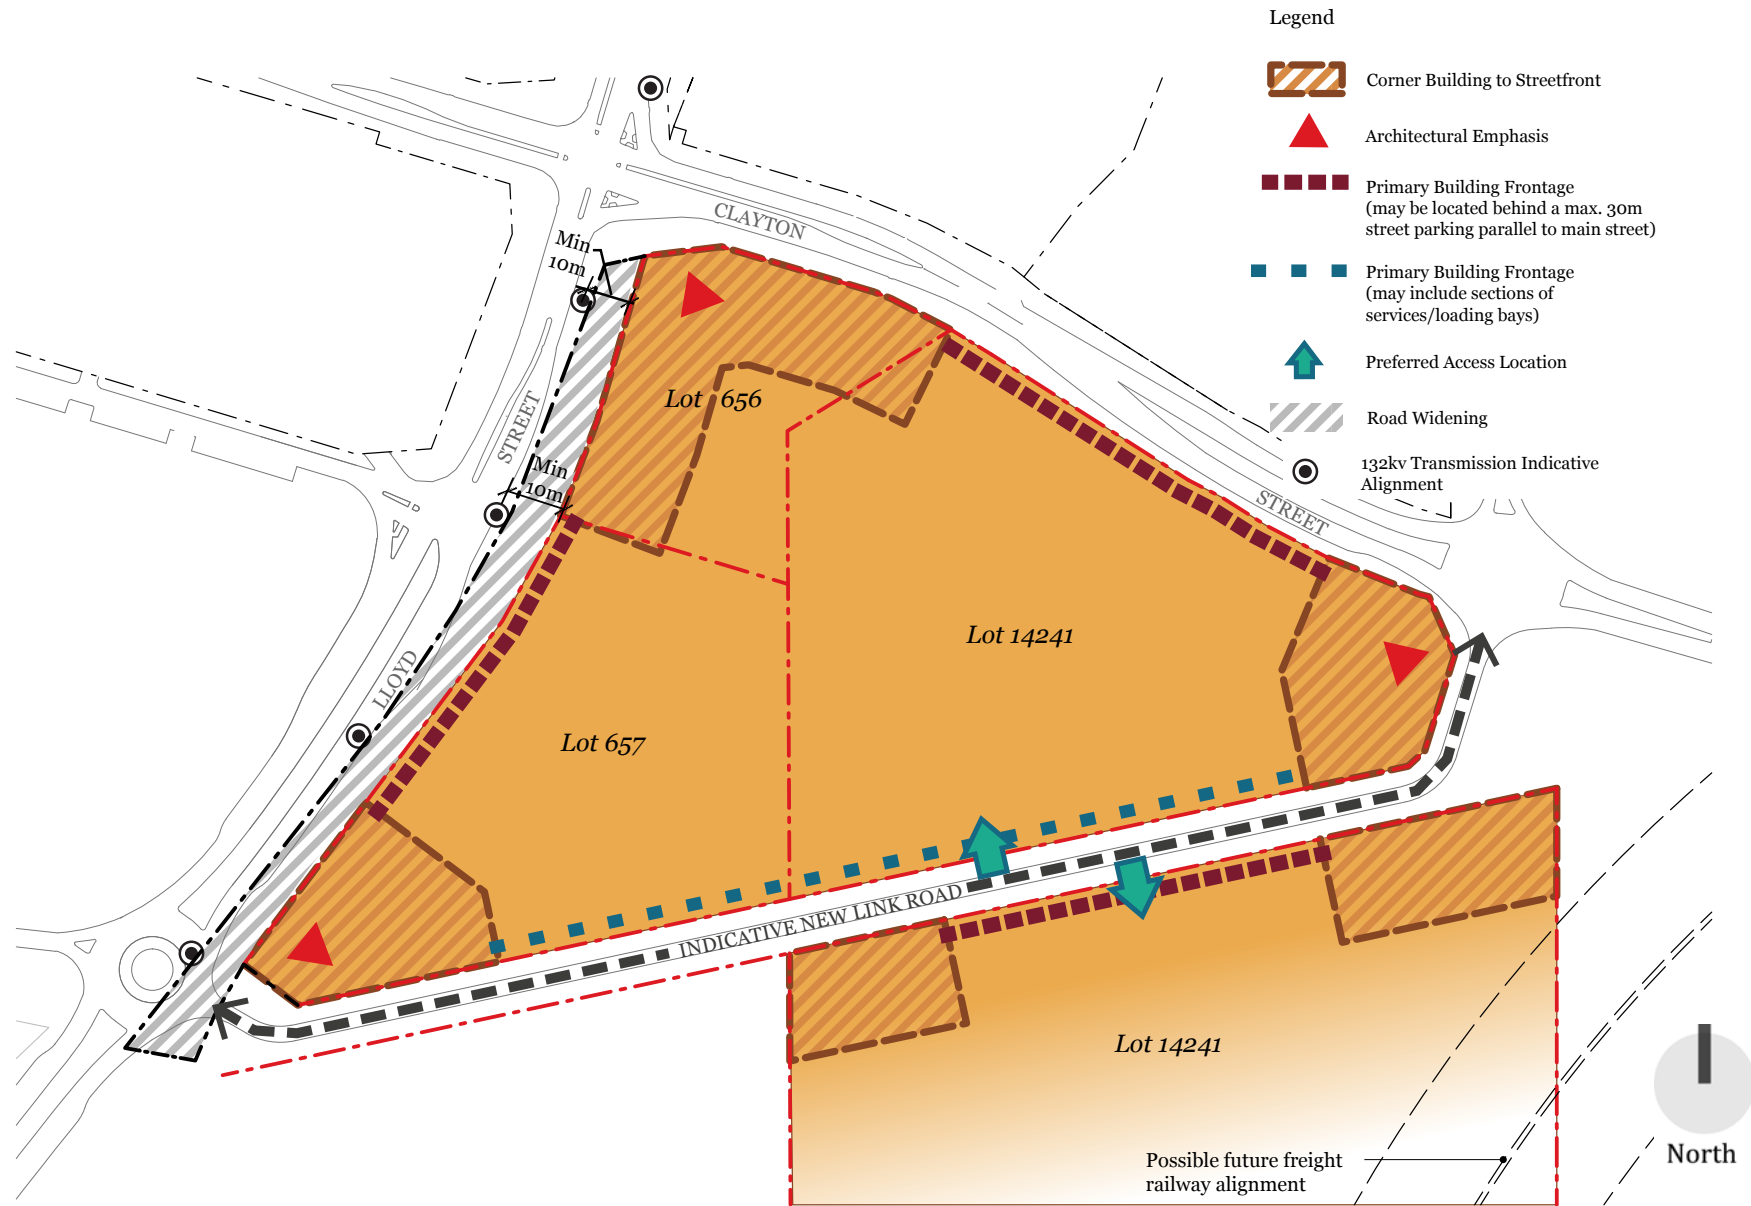 Legend
Corner Building to Streetfront
Architectural Emphasis
Primary Building Frontage
(may be located behind a max. 30m
street parking parallel to main street)
Primary Building Frontage
(may include sections of
services/loading bays)
Preferred Access Location
Road Widening
132kv Transmission Indicative
Alignment
CLAYTON
STREET
Min
10m
Lot 656
STREET
Min
10m
LLOYD
Lot 14241
Lot 657
INDICATIVE NEW LINK ROAD
Lot 14241
Possible future freight
railway alignment
North